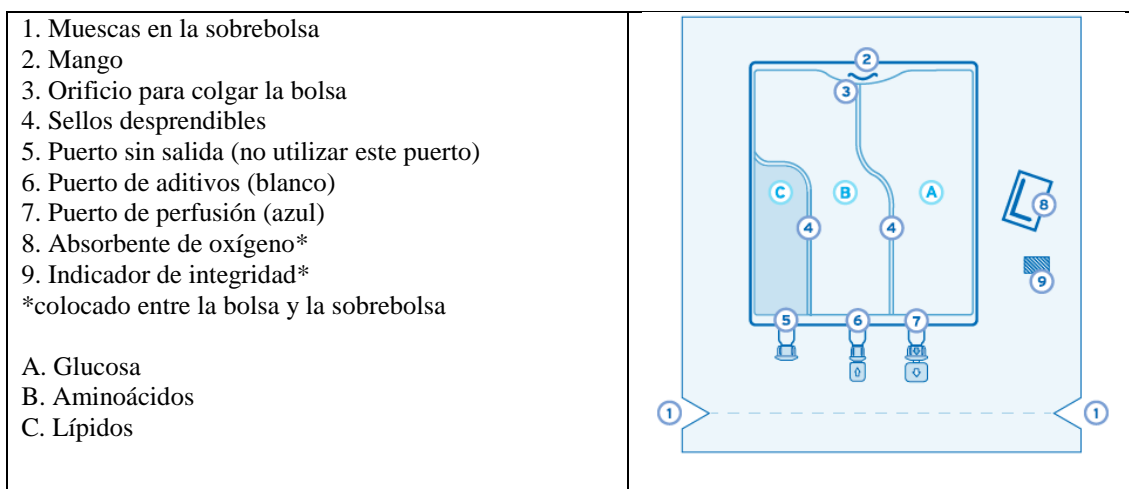 1. Muescas en la sobrebolsa
2. Mango
3. Orificio para colgar la bolsa
4. Sellos desprendibles
5. Puerto sin salida (no utilizar este puerto)
6. Puerto de aditivos (blanco)
7. Puerto de perfusión (azul)
8. Absorbente de oxígeno*
9. Indicador de integridad*
*colocado entre la bolsa y la sobrebolsa
A. Glucosa
B. Aminoácidos
C. Lípidos
2
3
C B A
8
4 4
9
5 6 7
1 1